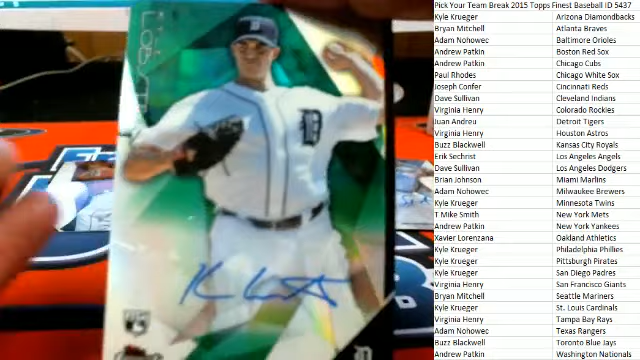 Pick Your Team Break 2015 Topps Finest Baseball ID 5437
Kyle Krueger Arizona Diamondbacks
Bryan Mitchell Atlanta Braves
Adam Nohowec Baltimore Orioles
Andrew Patkin Boston Red Sox
Andrew Patkin Chicago Cubs
Paul Rhodes Chicago White Sox
Joseph Confer Cincinnati Reds
Dave Sullivan Cleveland Indians
Virginia Henry Colorado Rockies
Juan Andreu Detroit Tigers
Virginia Henry Houston Astros
Buzz Blackwell Kansas City Royals
Erik Sechrist Los Angeles Angels
Dave Sullivan Los Angeles Dodgers
Brian Johnson Miami Marlins
Adam Nohowec Milwaukee Brewers
Kyle Krueger Minnesota Twins
T Mike Smith New York Mets
Andrew Patkin New York Yankees
Xavier Lorenzana Oakland Athletics
Kyle Krueger Philadelphia Phillies
Kyle Krueger Pittsburgh Pirates
Kyle Krueger San Diego Padres
Virginia Henry San Francisco Giants
Bryan Mitchell Seattle Mariners
Kyle Krueger St. Louis Cardinals
Virginia Henry Tampa Bay Rays
Adam Nohowec Texas Rangers
Buzz Blackwell Toronto Blue Jays
Andrew Patkin Washington Nationals